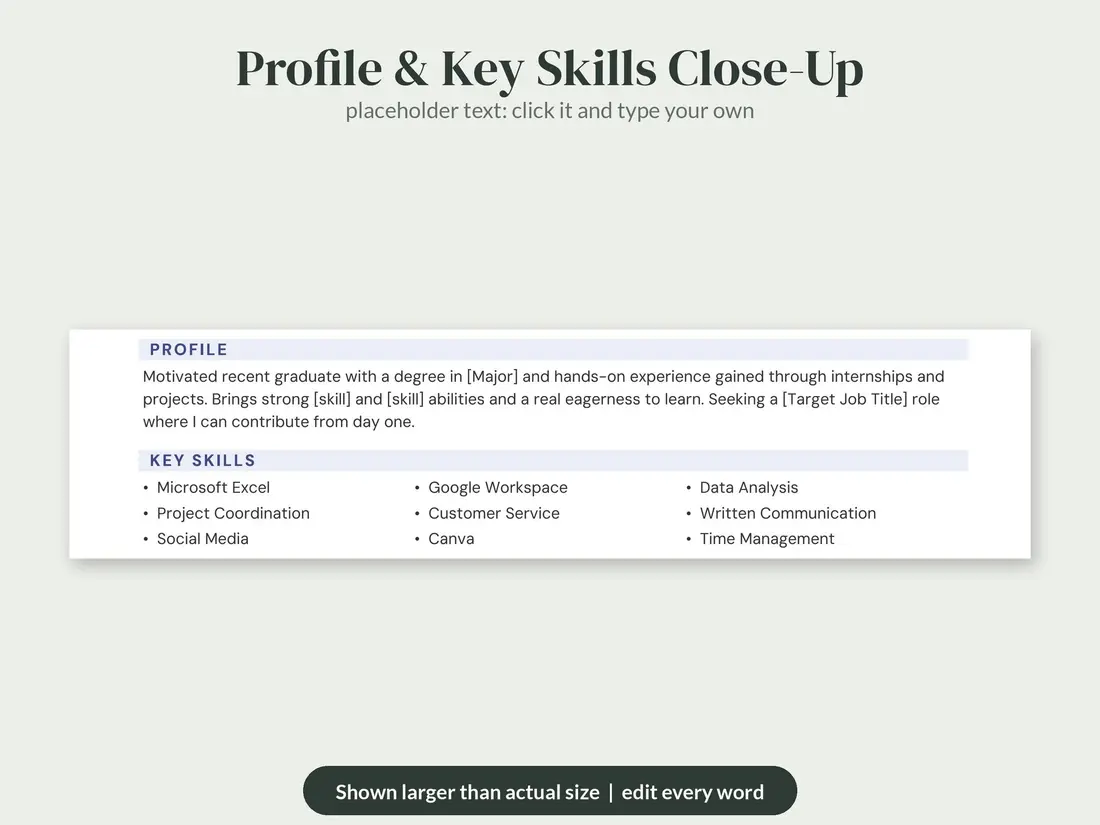 Profile & Key Skills Close-Up
placeholder text: click it and type your own
PROFILE
Motivated recent graduate with a degree in [Major] and hands-on experience gained through internships and
projects. Brings strong [skill] and [skill] abilities and a real eagerness to learn. Seeking a [Target Job Title] role
where I can contribute from day one.
KEY SKILLS
• Microsoft Excel • Google Workspace • Data Analysis
• Project Coordination • Customer Service • Written Communication
• Social Media • Canva • Time Management
Shown larger than actual size | edit every word